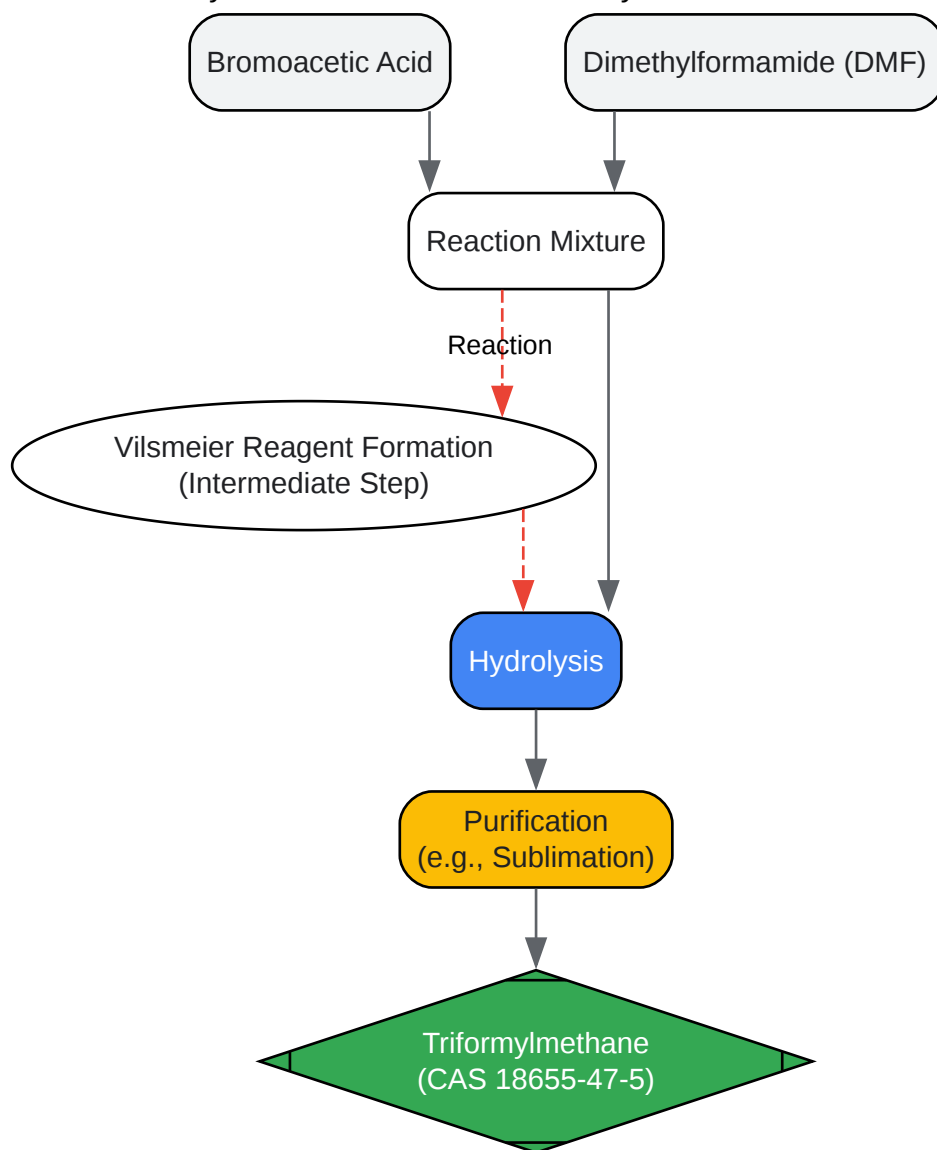 Bromoacetic Acid
Dimethylformamide (DMF)
Reaction Mixture
Reaction
Vilsmeier Reagent Formation
(Intermediate Step)
Hydrolysis
Purification
(e.g., Sublimation)
Triformylmethane
(CAS 18655-47-5)